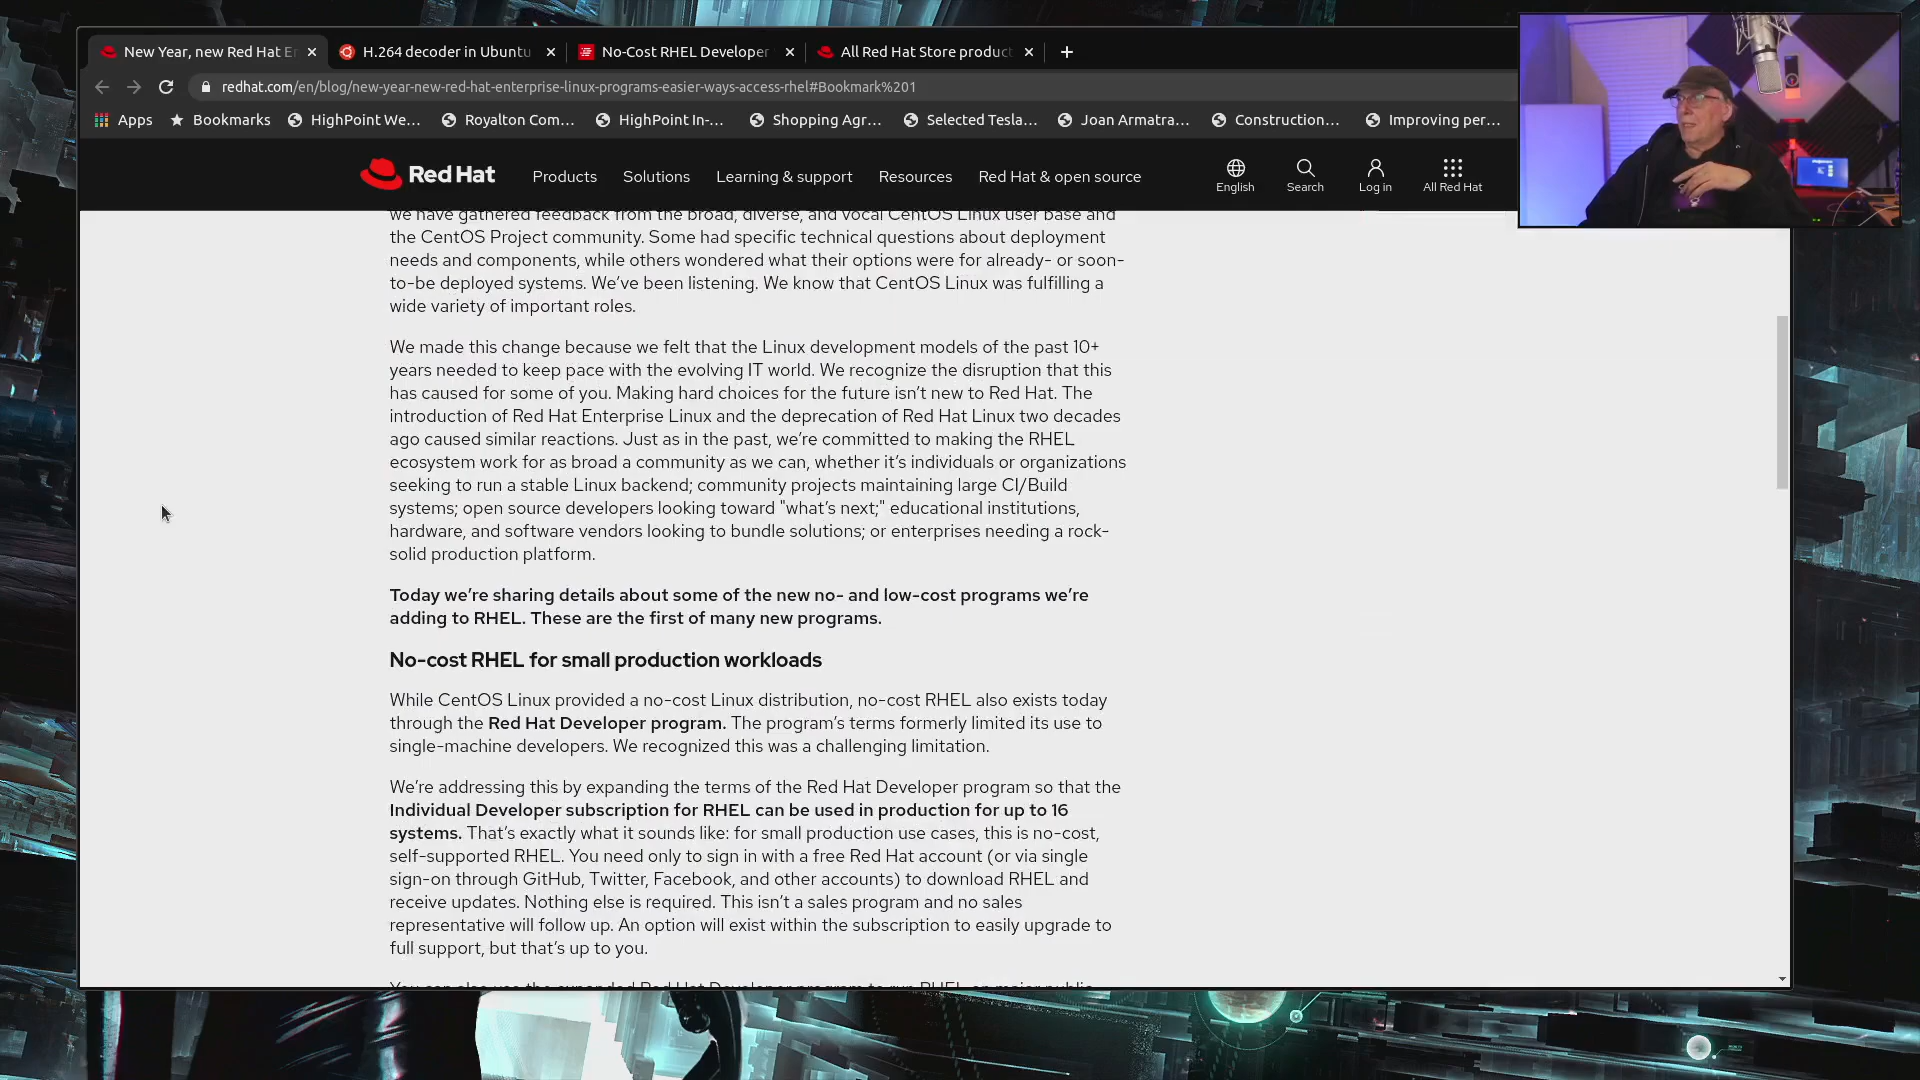 New Year, new Red Hat En
H.264 decoder in Ubuntu
No-Cost RHEL Developer
All Red Hat Store product
redhat.com/en/blog/new-year-new-red-hat-enterprise-linux-programs-easier-ways-access-rhel#Bookmark%201
Apps
Bookmarks
HighPoint We...
Royalton Com...
HighPoint In-...
Shopping Agr...
Selected Tesla...
Joan Armatra...
Construction...
Improving per...
Red Hat
Products
Solutions
Learning & support
Resources
Red Hat & open source
English
Search
Log in
All Red Hat
we have gathered feedback from the broad, diverse, and vocal CentOS Linux user base and
the CentOS Project community. Some had specific technical questions about deployment
needs and components, while others wondered what their options were for already- or soon-
to-be deployed systems. We’ve been listening. We know that CentOS Linux was fulfilling a
wide variety of important roles.
We made this change because we felt that the Linux development models of the past 10+
years needed to keep pace with the evolving IT world. We recognize the disruption that this
has caused for some of you. Making hard choices for the future isn’t new to Red Hat. The
introduction of Red Hat Enterprise Linux and the deprecation of Red Hat Linux two decades
ago caused similar reactions. Just as in the past, we’re committed to making the RHEL
ecosystem work for as broad a community as we can, whether it’s individuals or organizations
seeking to run a stable Linux backend; community projects maintaining large CI/Build
systems; open source developers looking toward "what’s next;" educational institutions,
hardware, and software vendors looking to bundle solutions; or enterprises needing a rock-
solid production platform.
Today we’re sharing details about some of the new no- and low-cost programs we’re
adding to RHEL. These are the first of many new programs.
No-cost RHEL for small production workloads
While CentOS Linux provided a no-cost Linux distribution, no-cost RHEL also exists today
through the Red Hat Developer program. The program’s terms formerly limited its use to
single-machine developers. We recognized this was a challenging limitation.
We’re addressing this by expanding the terms of the Red Hat Developer program so that the
Individual Developer subscription for RHEL can be used in production for up to 16
systems. That’s exactly what it sounds like: for small production use cases, this is no-cost,
self-supported RHEL. You need only to sign in with a free Red Hat account (or via single
sign-on through GitHub, Twitter, Facebook, and other accounts) to download RHEL and
receive updates. Nothing else is required. This isn’t a sales program and no sales
representative will follow up. An option will exist within the subscription to easily upgrade to
full support, but that’s up to you.
You can also use the expanded Red Hat Developer program to run RHEL on major public